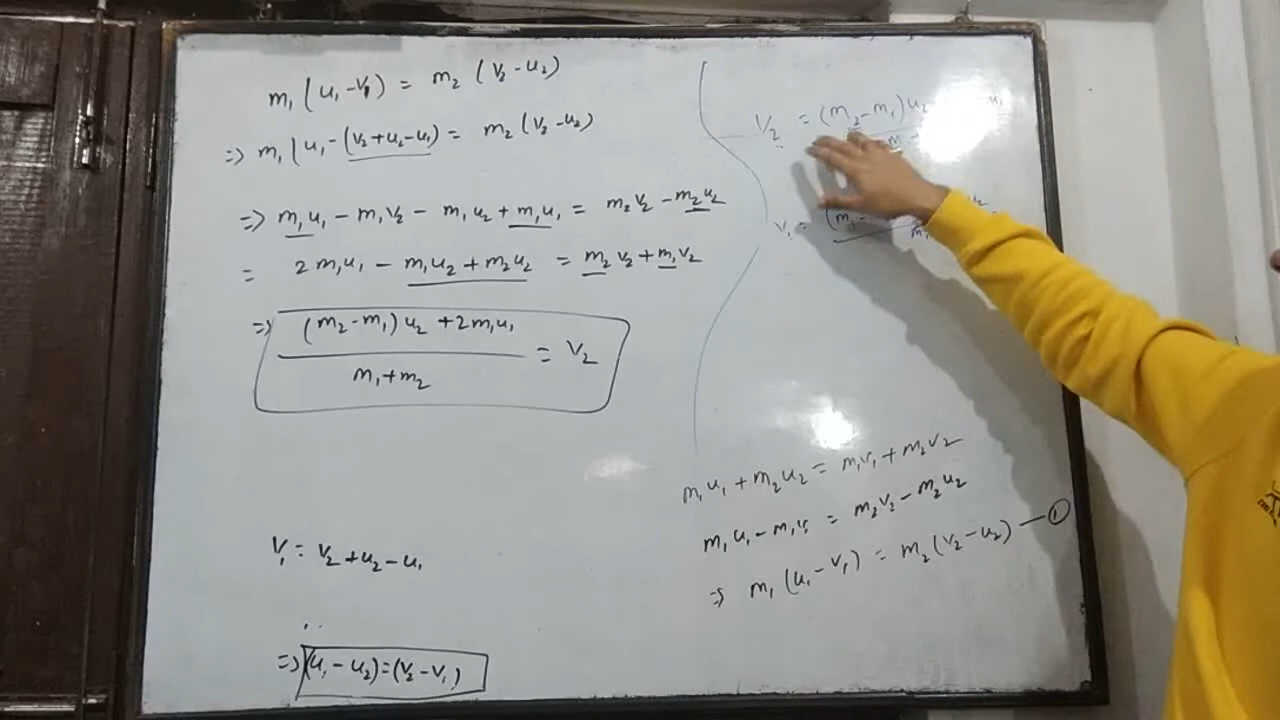 m₁(u₁-v₁) = m₂(v₂-u₂)
=> m₁(u₁-(v₂+u₂-u₁) = m₂(v₂-u₂)
=> m₁u₁ - m₁v₂ - m₁u₂ + m₁u₁ = m₂v₂ - m₂u₂
= 2m₁u₁ - m₁u₂ + m₂u₂ = m₂v₂ + m₁v₂
=> (m₂-m₁)u₂ + 2m₁u₁ / m₁+m₂ = v₂
v₁ = v₂+u₂-u₁
=> (u₁-u₂)=(v₂-v₁)
v₂ = (m₂-m₁)u₂
v₁ = (m₁-
m₁u₁+m₂u₂ = m₁v₁+m₂v₂
m₁u₁-m₁v₁ = m₂v₂-m₂u₂
=> m₁(u₁-v₁) = m₂(v₂-u₂) — ①